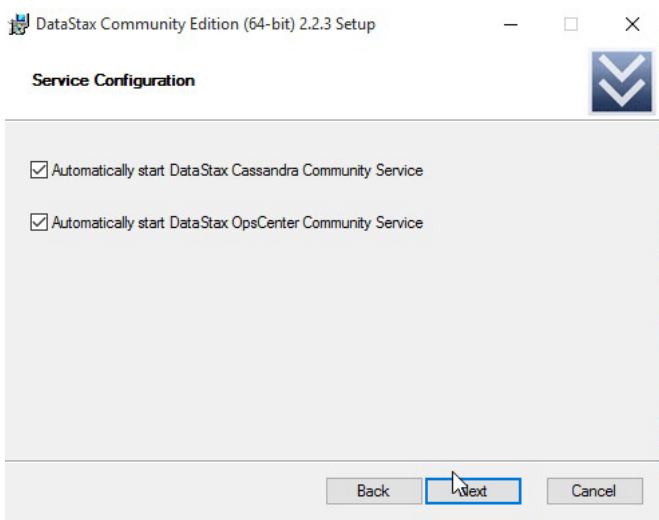 DataStax Community Edition (64-bit) 2.2.3 Setup
Service Configuration
Automatically start DataStax Cassandra Community Service
Automatically start DataStax OpsCenter Community Service
Back Next Cancel